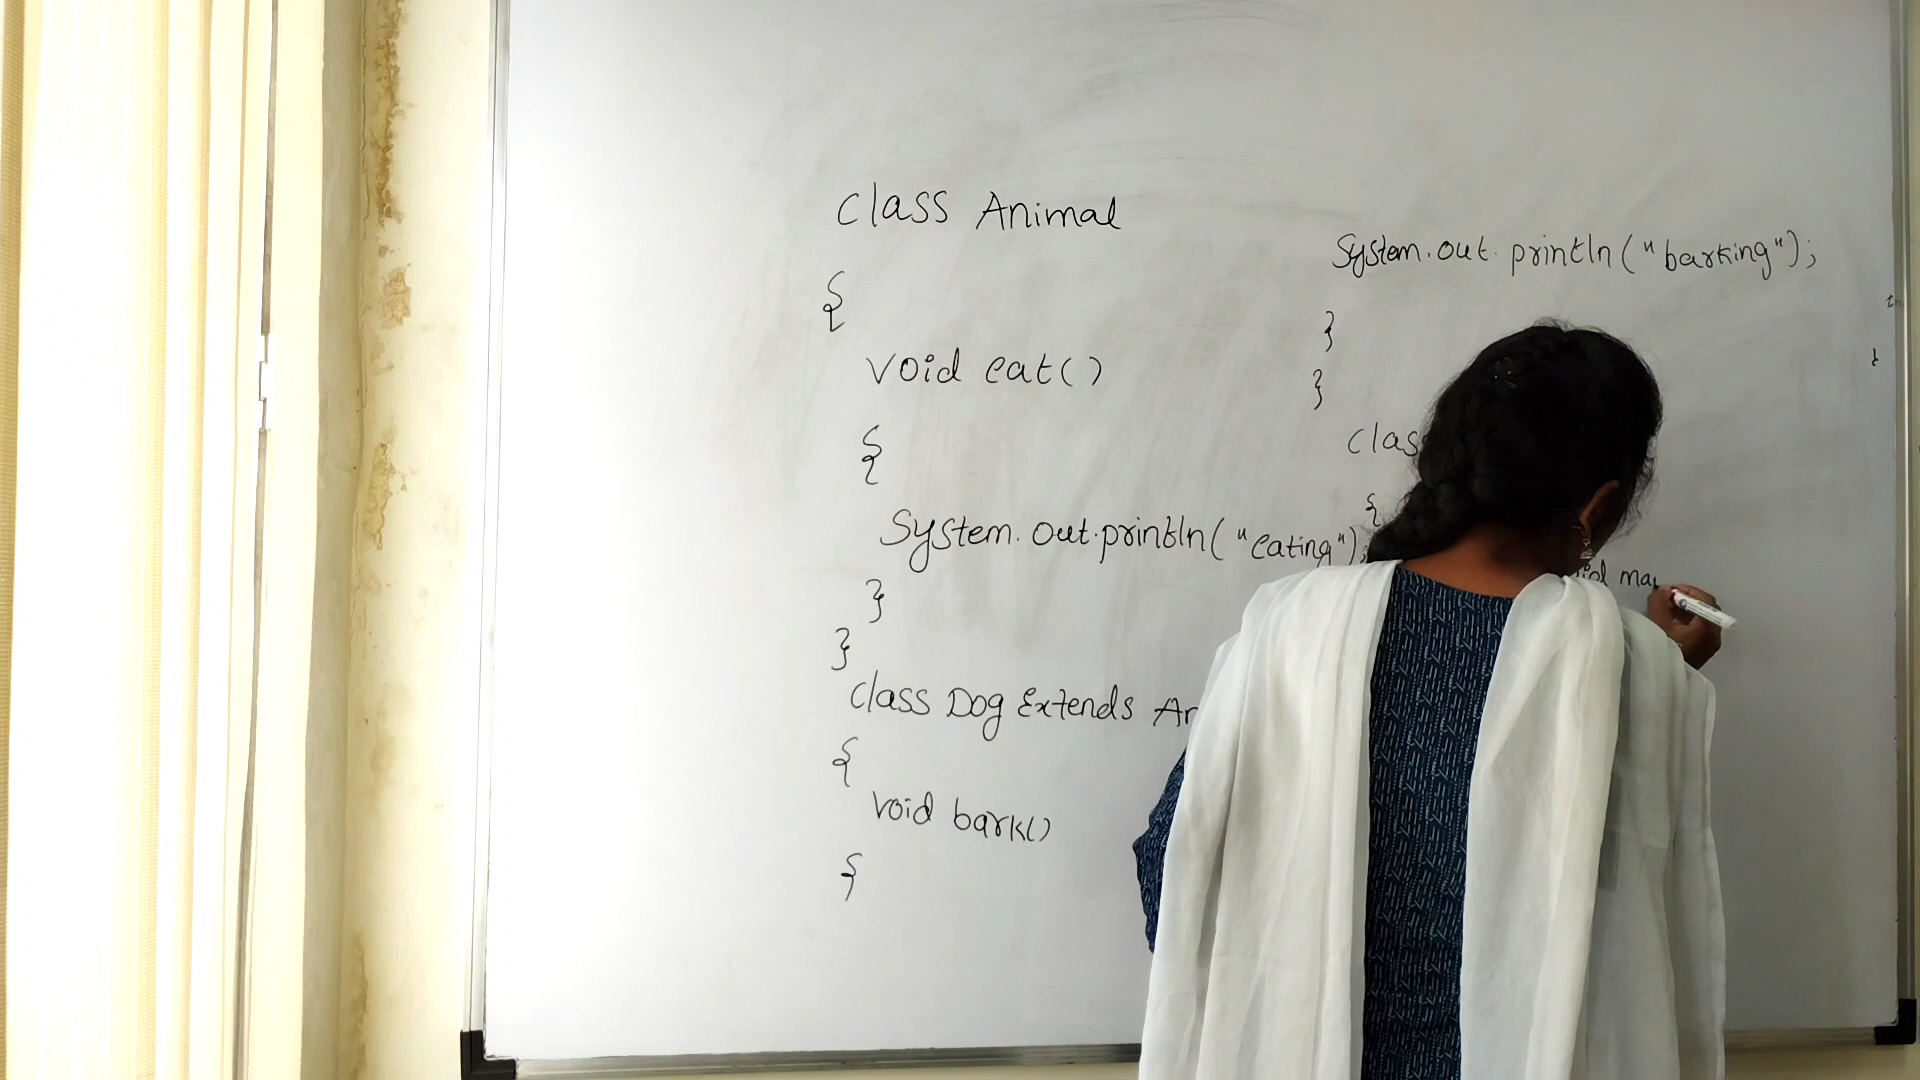 class Animal
{
void eat()
{
System.out.println("eating");
}
}
class Dog Extends
{
void bark()
{
System.out.println("barking");
}
}
{